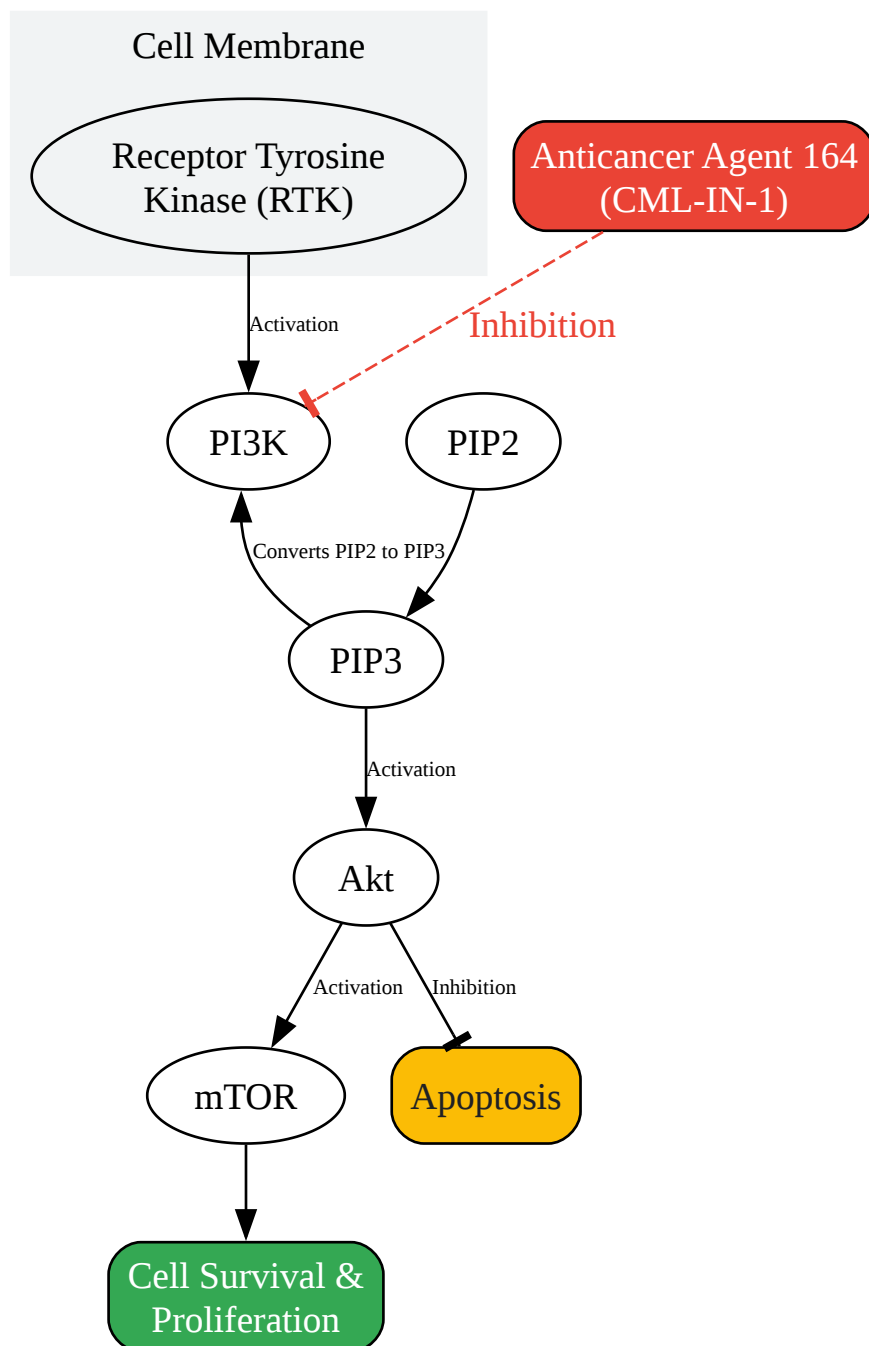 Cell Membrane
Receptor Tyrosine
Kinase (RTK)
Anticancer Agent 164
(CML-IN-1)
Activation
Inhibition
PI3K
PIP2
Converts PIP2 to PIP3
PIP3
Activation
Akt
Activation
Inhibition
mTOR
Apoptosis
Cell Survival &
Proliferation